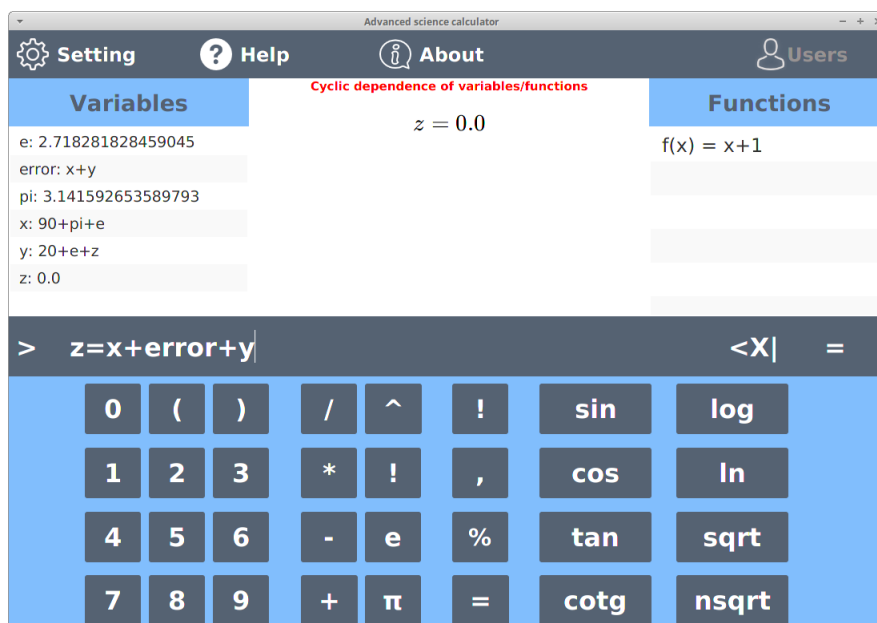 Advanced science calculator
Setting
? Help
i About
Users
Variables
e: 2.718281828459045
error: x+y
pi: 3.141592653589793
x: 90+pi+e
y: 20+e+z
z: 0.0
Cyclic dependence of variables/functions
z = 0.0
Functions
f(x) = x+1
> z=x+error+y <X| =
0 ( ) / ^ ! sin log
1 2 3 * ! , cos ln
4 5 6 - e % tan sqrt
7 8 9 + π = cotg nsqrt